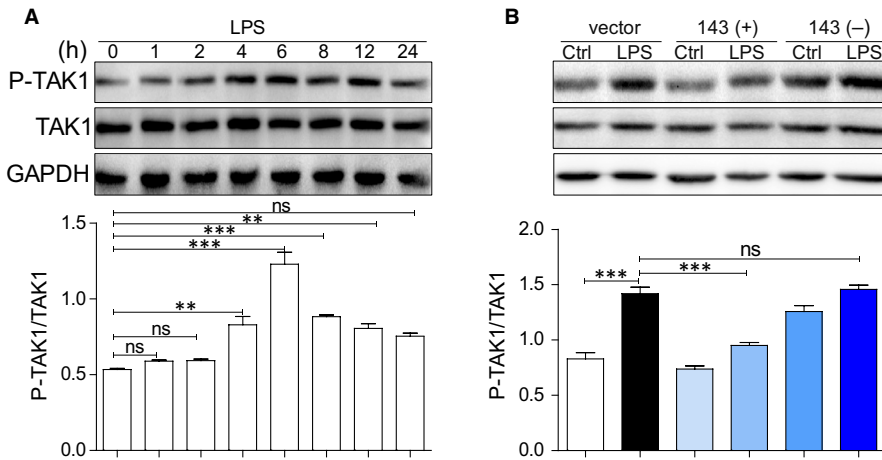 A
LPS
(h) 0 1 2 4 6 8 12 24
P-TAK1
TAK1
GAPDH
ns
**
***
***
**
ns
ns
P-TAK1/TAK1
1.5
1.0
0.5
0.0
B
vector 143 (+) 143 (–)
Ctrl LPS Ctrl LPS Ctrl LPS
ns
*** ***
P-TAK1/TAK1
2.0
1.5
1.0
0.5
0.0